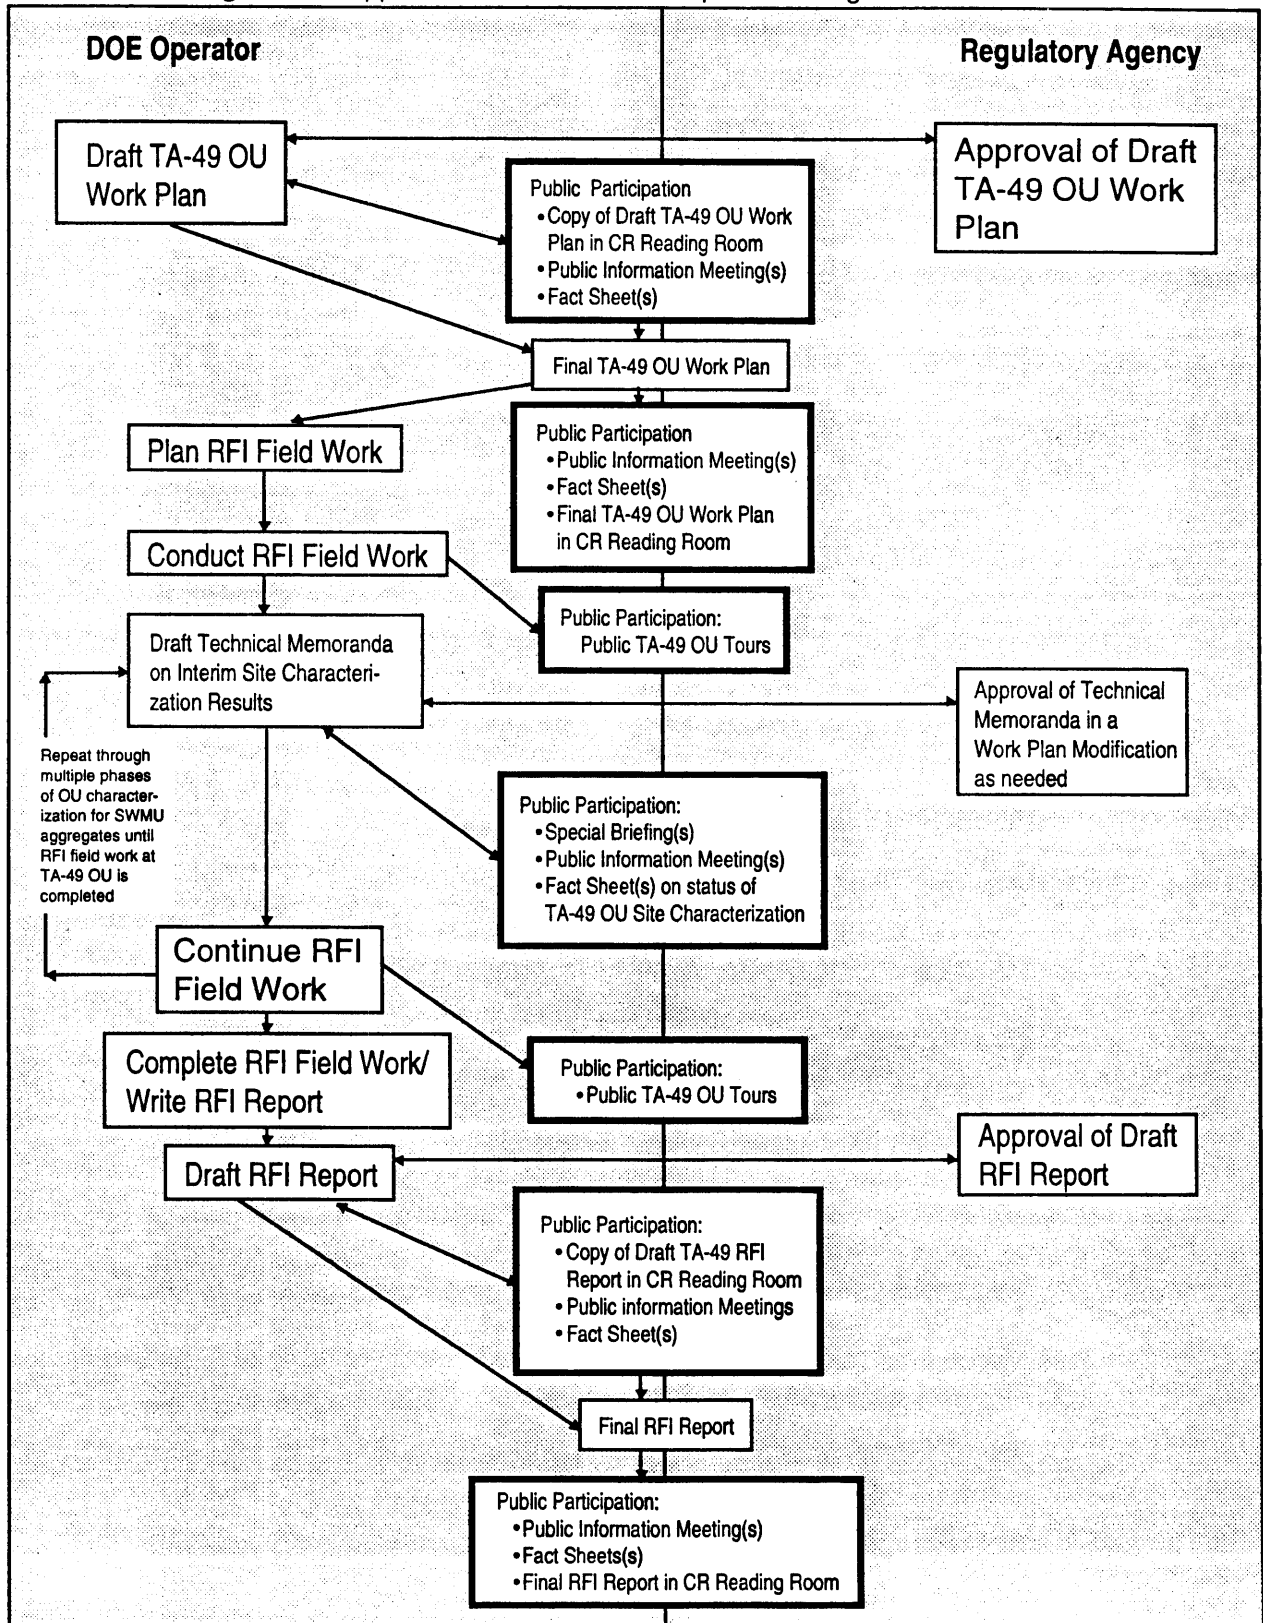 DOE Operator
Regulatory Agency
Draft TA-49 OU
Work Plan
Approval of Draft
TA-49 OU Work
Plan
Public Participation
•Copy of Draft TA-49 OU Work
Plan in CR Reading Room
•Public Information Meeting(s)
•Fact Sheet(s)
Final TA-49 OU Work Plan
Plan RFI Field Work
Public Participation
•Public Information Meeting(s)
•Fact Sheet(s)
•Final TA-49 OU Work Plan
in CR Reading Room
Conduct RFI Field Work
Public Participation:
Public TA-49 OU Tours
Draft Technical Memoranda
on Interim Site Characteri-
zation Results
Approval of Technical
Memoranda in a
Work Plan Modification
as needed
Repeat through
multiple phases
of OU character-
ization for SWMU
aggregates until
RFI field work at
TA-49 OU is
completed
Public Participation:
•Special Briefing(s)
•Public Information Meeting(s)
•Fact Sheet(s) on status of
TA-49 OU Site Characterization
Continue RFI
Field Work
Complete RFI Field Work/
Write RFI Report
Public Participation:
•Public TA-49 OU Tours
Draft RFI Report
Approval of Draft
RFI Report
Public Participation:
•Copy of Draft TA-49 RFI
Report in CR Reading Room
•Public information Meetings
•Fact Sheet(s)
Final RFI Report
Public Participation:
•Public Information Meeting(s)
•Fact Sheets(s)
•Final RFI Report in CR Reading Room